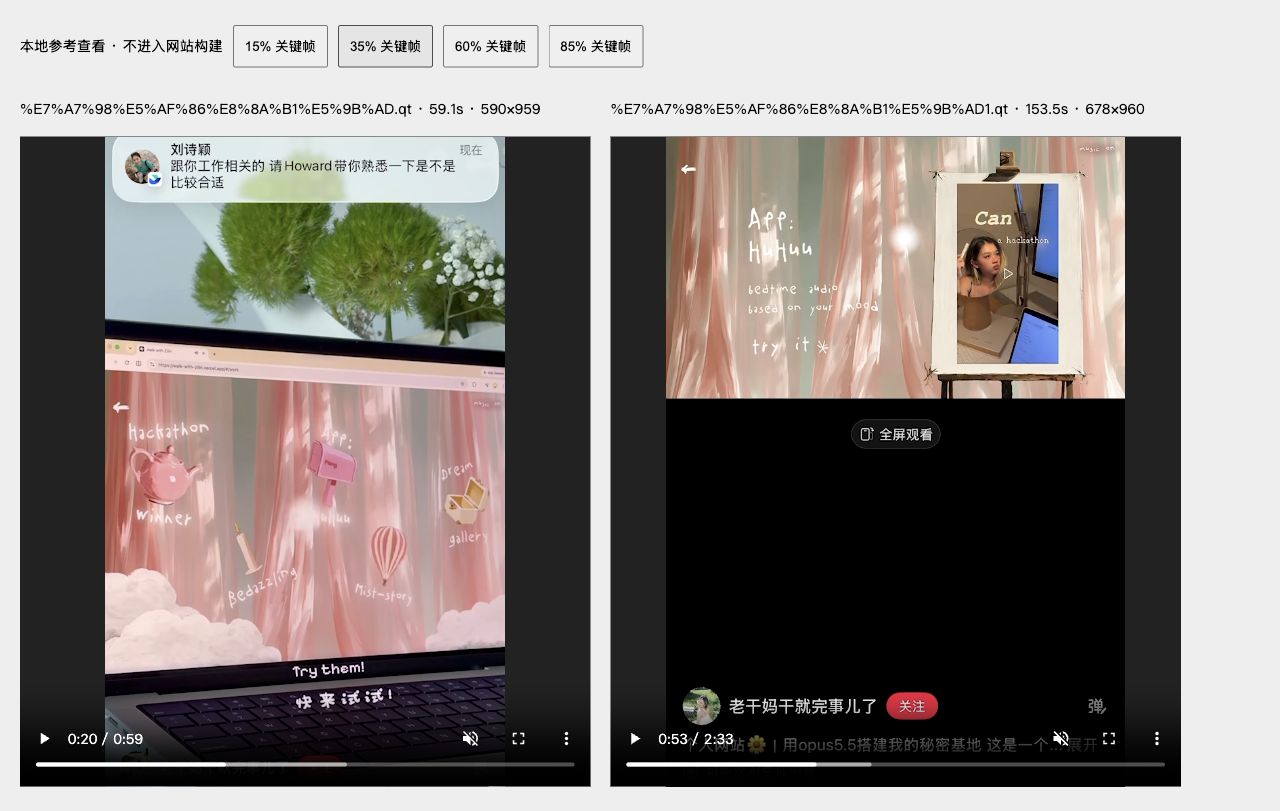 本地参考查看 · 不进入网站构建
15% 关键帧
35% 关键帧
60% 关键帧
85% 关键帧
%E7%A7%98%E5%AF%86%E8%8A%B1%E5%9B%AD.qt · 59.1s · 590×959
刘诗颖
现在
跟你工作相关的 请Howard带你熟悉一下是不是
比较合适
Hackathon
winner
App:
Dream
gallery
Bedazzling
Mist-story
Try them!
快来试试!
0:20 / 0:59
%E7%A7%98%E5%AF%86%E8%8A%B1%E5%9B%AD1.qt · 153.5s · 678×960
music on
App:
HuHuu
bedtime audio
based on your mood
try it
Can
a hackathon
全屏观看
老干妈干就完事儿了
关注
弹
个人网站🌼 | 用opus5.5搭建我的秘密基地 这是一个... 展开
0:53 / 2:33